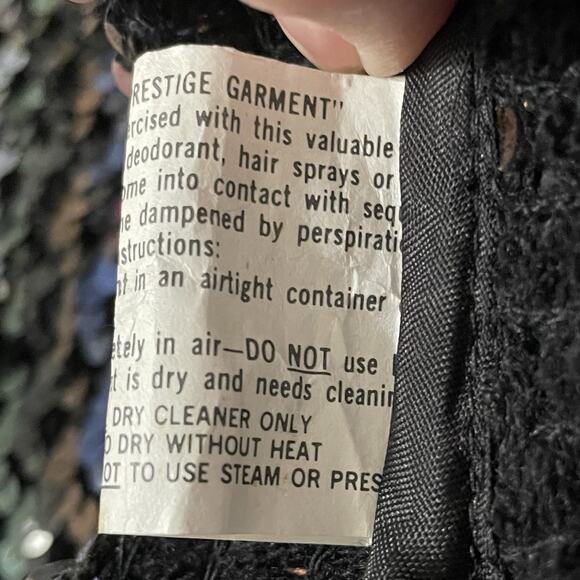 RESTIGE GARMENT"
ercised with this valuable
deodorant, hair sprays or
ome into contact with seq
e dampened by perspirati
structions:
nt in an airtight container
etely in air—DO NOT use
t is dry and needs cleanin
DRY CLEANER ONLY
O DRY WITHOUT HEAT
OT TO USE STEAM OR PRES